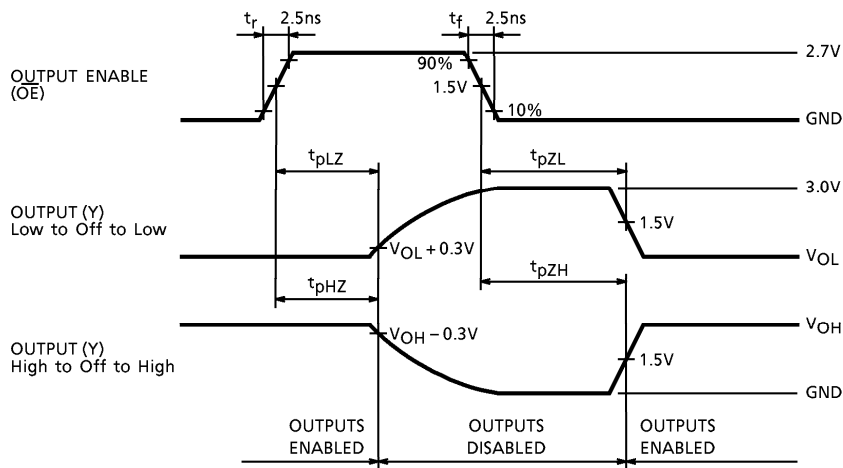 tr 2.5ns tf 2.5ns
OUTPUT ENABLE
(O̅E̅)
90%
1.5V
10%
2.7V
GND
tpLZ tpZL
OUTPUT (Y)
Low to Off to Low
3.0V
1.5V
VOL + 0.3V
VOL
tpHZ tpZH
OUTPUT (Y)
High to Off to High
VOH − 0.3V
VOH
1.5V
GND
OUTPUTS OUTPUTS OUTPUTS
ENABLED DISABLED ENABLED